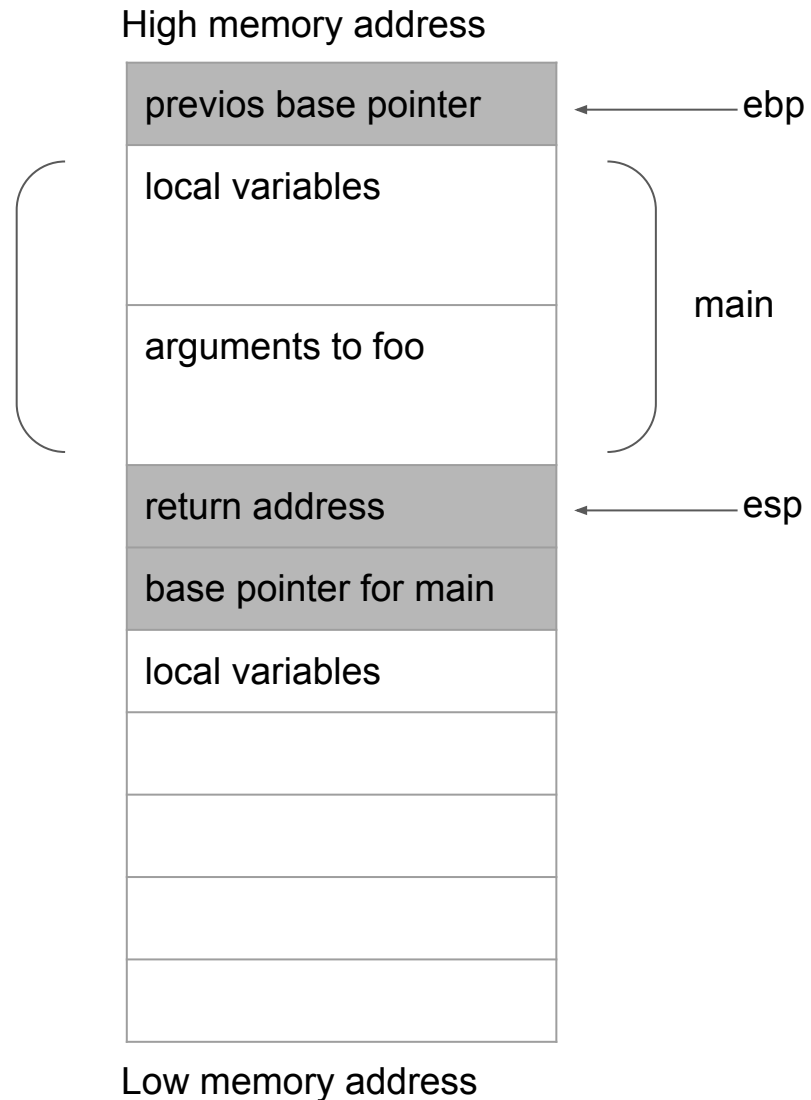 High memory address
previos base pointer
ebp
local variables
main
arguments to foo
return address
esp
base pointer for main
local variables
Low memory address